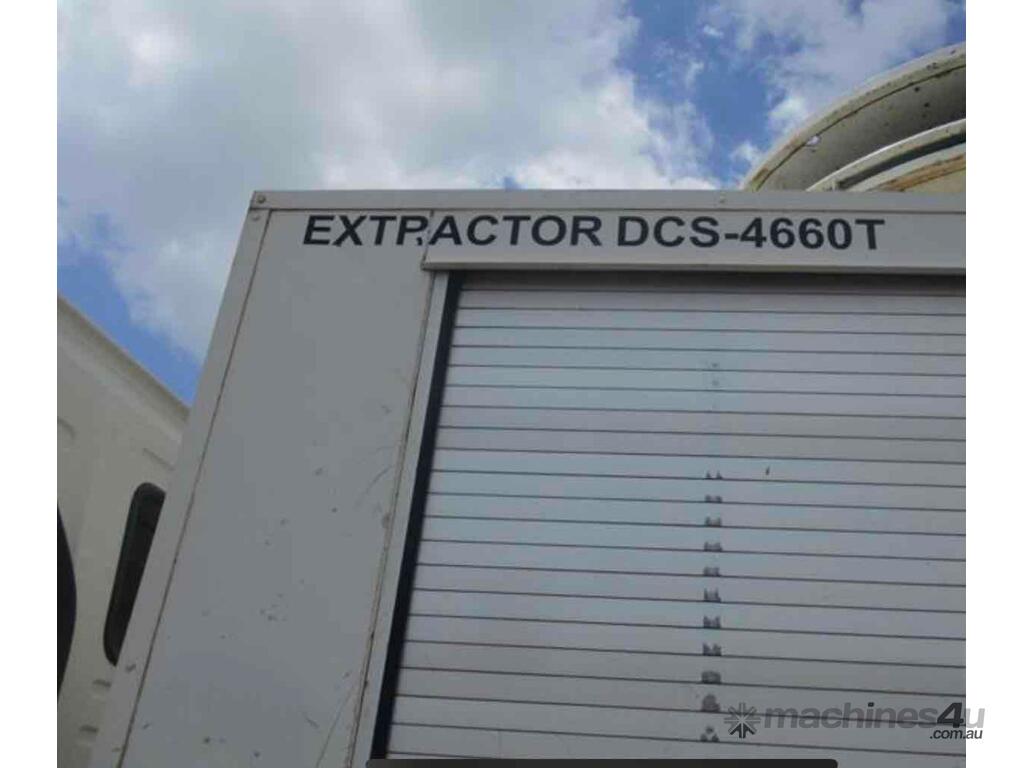 EXTRACTOR DCS-4660T
machines4u
.com.au